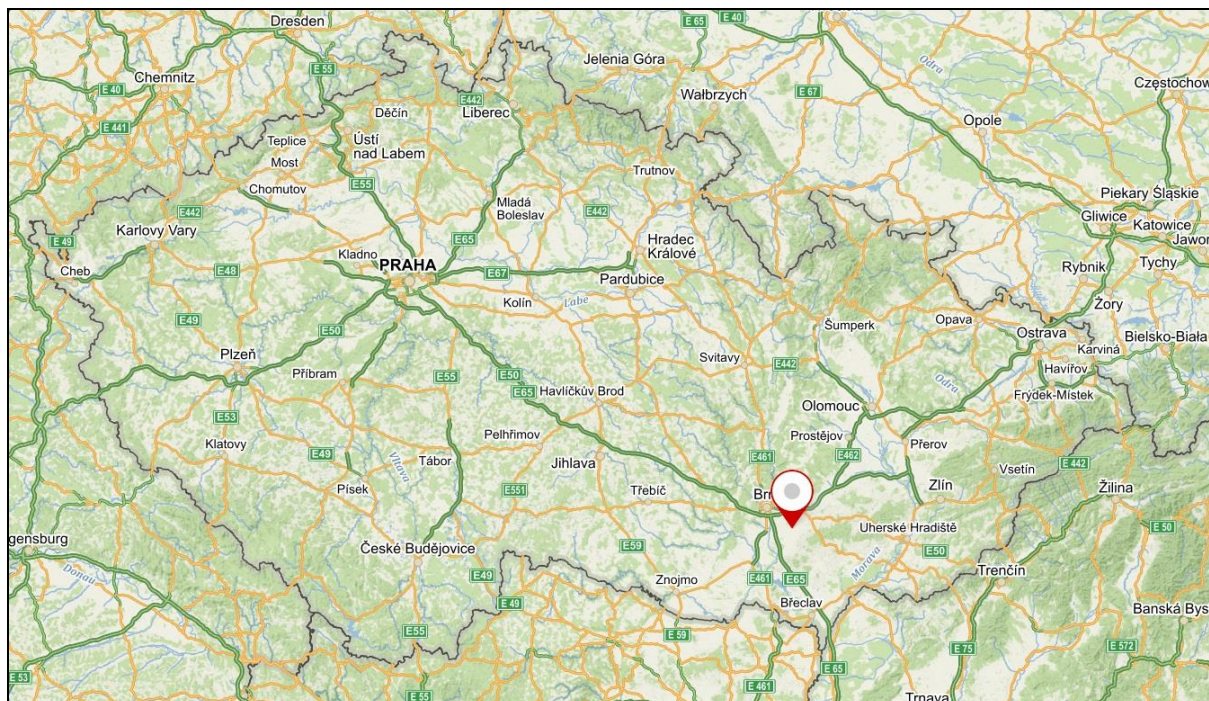 Dresden
E 55
E 65
E 40
Odra
Chemnitz
E 40
E 441
Jelenia Góra
E 67
Wałbrzych
Częstochow
Děčín
E442
Liberec
Opole
Teplice
Ústí
nad Labem
Most
Chomutov
E55
Trutnov
E442
Mladá
Boleslav
E442
Piekary Śląskie
Gliwice
Katowice
Jawor
Karlovy Vary
E 49
E65
Hradec
Králové
Kladno
PRAHA
Cheb
E48
E67
Pardubice
Rybnik
Tychy
Kolín
Labe
Żory
E49
E50
Šumperk
Opava
Ostrava
Bielsko-Biała
Plzeň
Příbram
E55
E50
E65
Svitavy
E442
Karviná
Havířov
Odra
Frýdek-Místek
Havlíčkův Brod
E53
Olomouc
Klatovy
E49
Tábor
Vltava
Pelhřimov
Jihlava
Prostějov
Přerov
E461
E462
Vsetín
E 442
Písek
E551
Třebíč
Zlín
Žilina
Uherské Hradiště
E 50
gensburg
Donau
České Budějovice
E59
E50
Morava
Trenčín
E49
Znojmo
E461
E65
E 49
Břeclav
Banská Bys
E55
E 59
E 75
E 572
E 53
E 65
E 461
E 55
Trnava